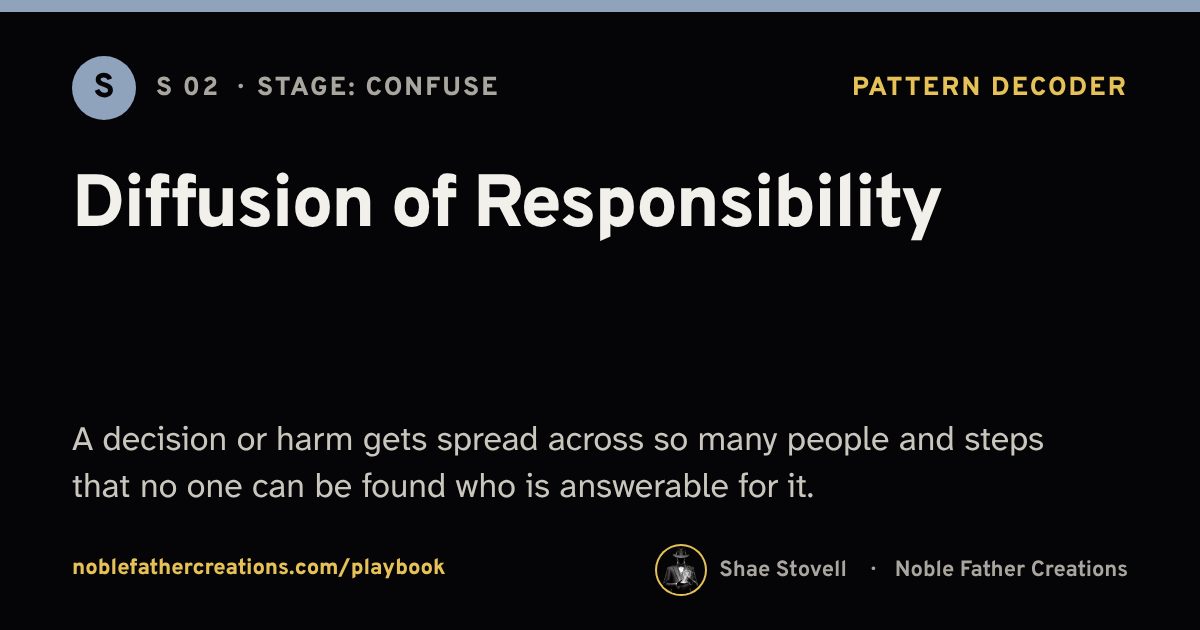 S
S 02 · STAGE: CONFUSE
PATTERN DECODER
Diffusion of Responsibility
A decision or harm gets spread across so many people and steps
that no one can be found who is answerable for it.
noblefathercreations.com/playbook
Shae Stovell · Noble Father Creations